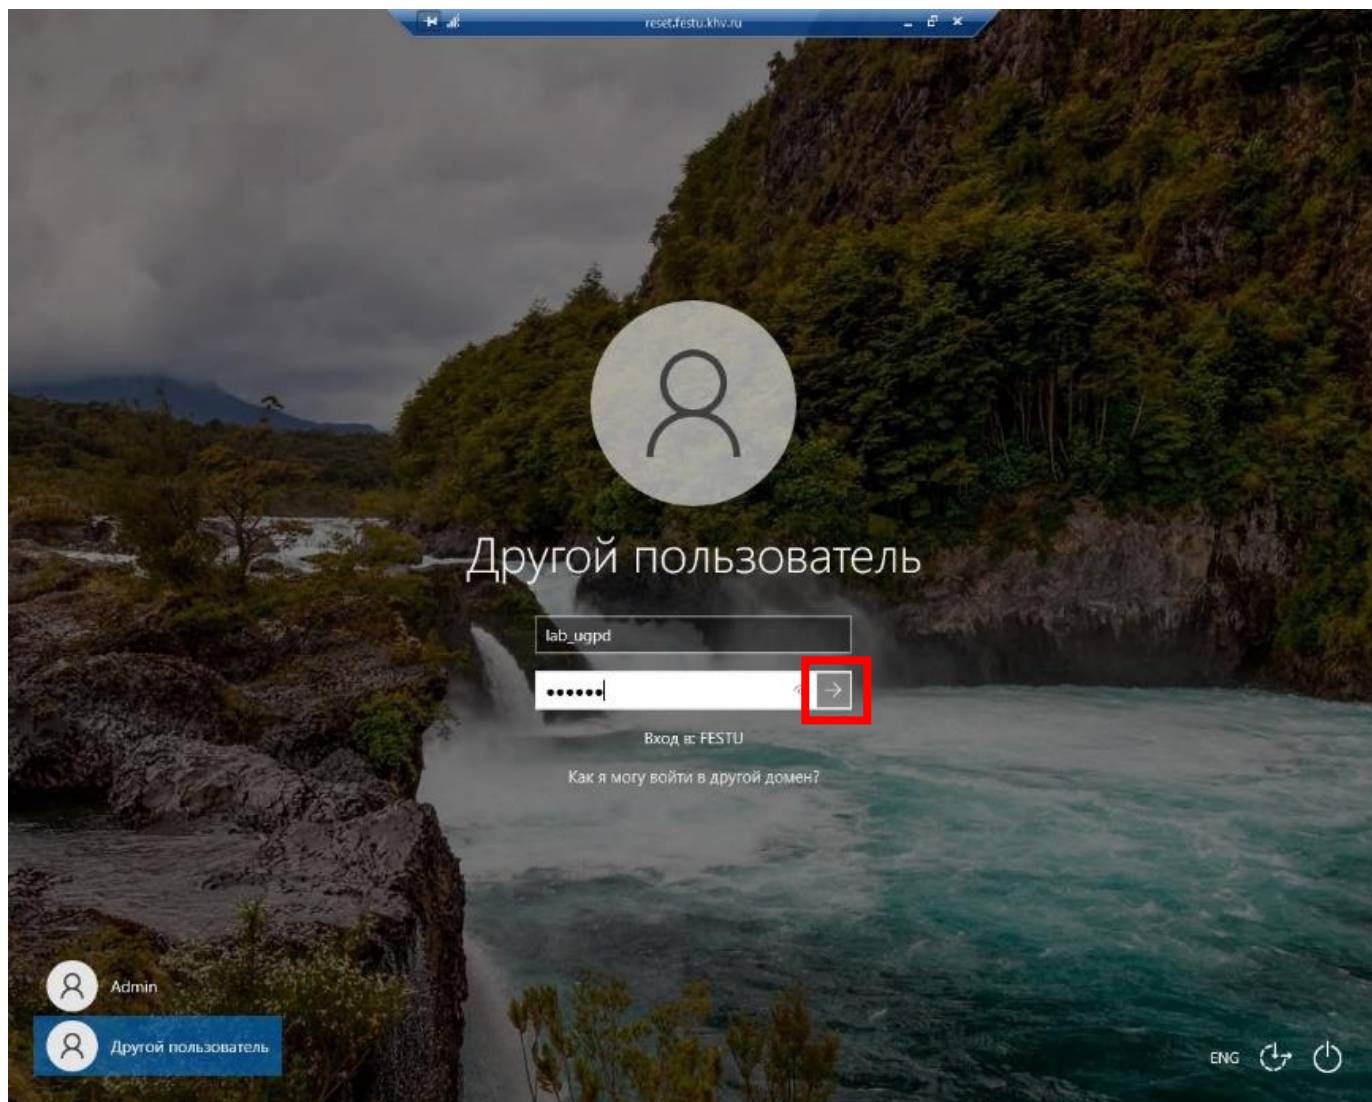 reset.festu.khv.ru
Другой пользователь
lab_ugpd
••••••
Вход в: FESTU
Как я могу войти в другой домен?
Admin
Другой пользователь
ENG